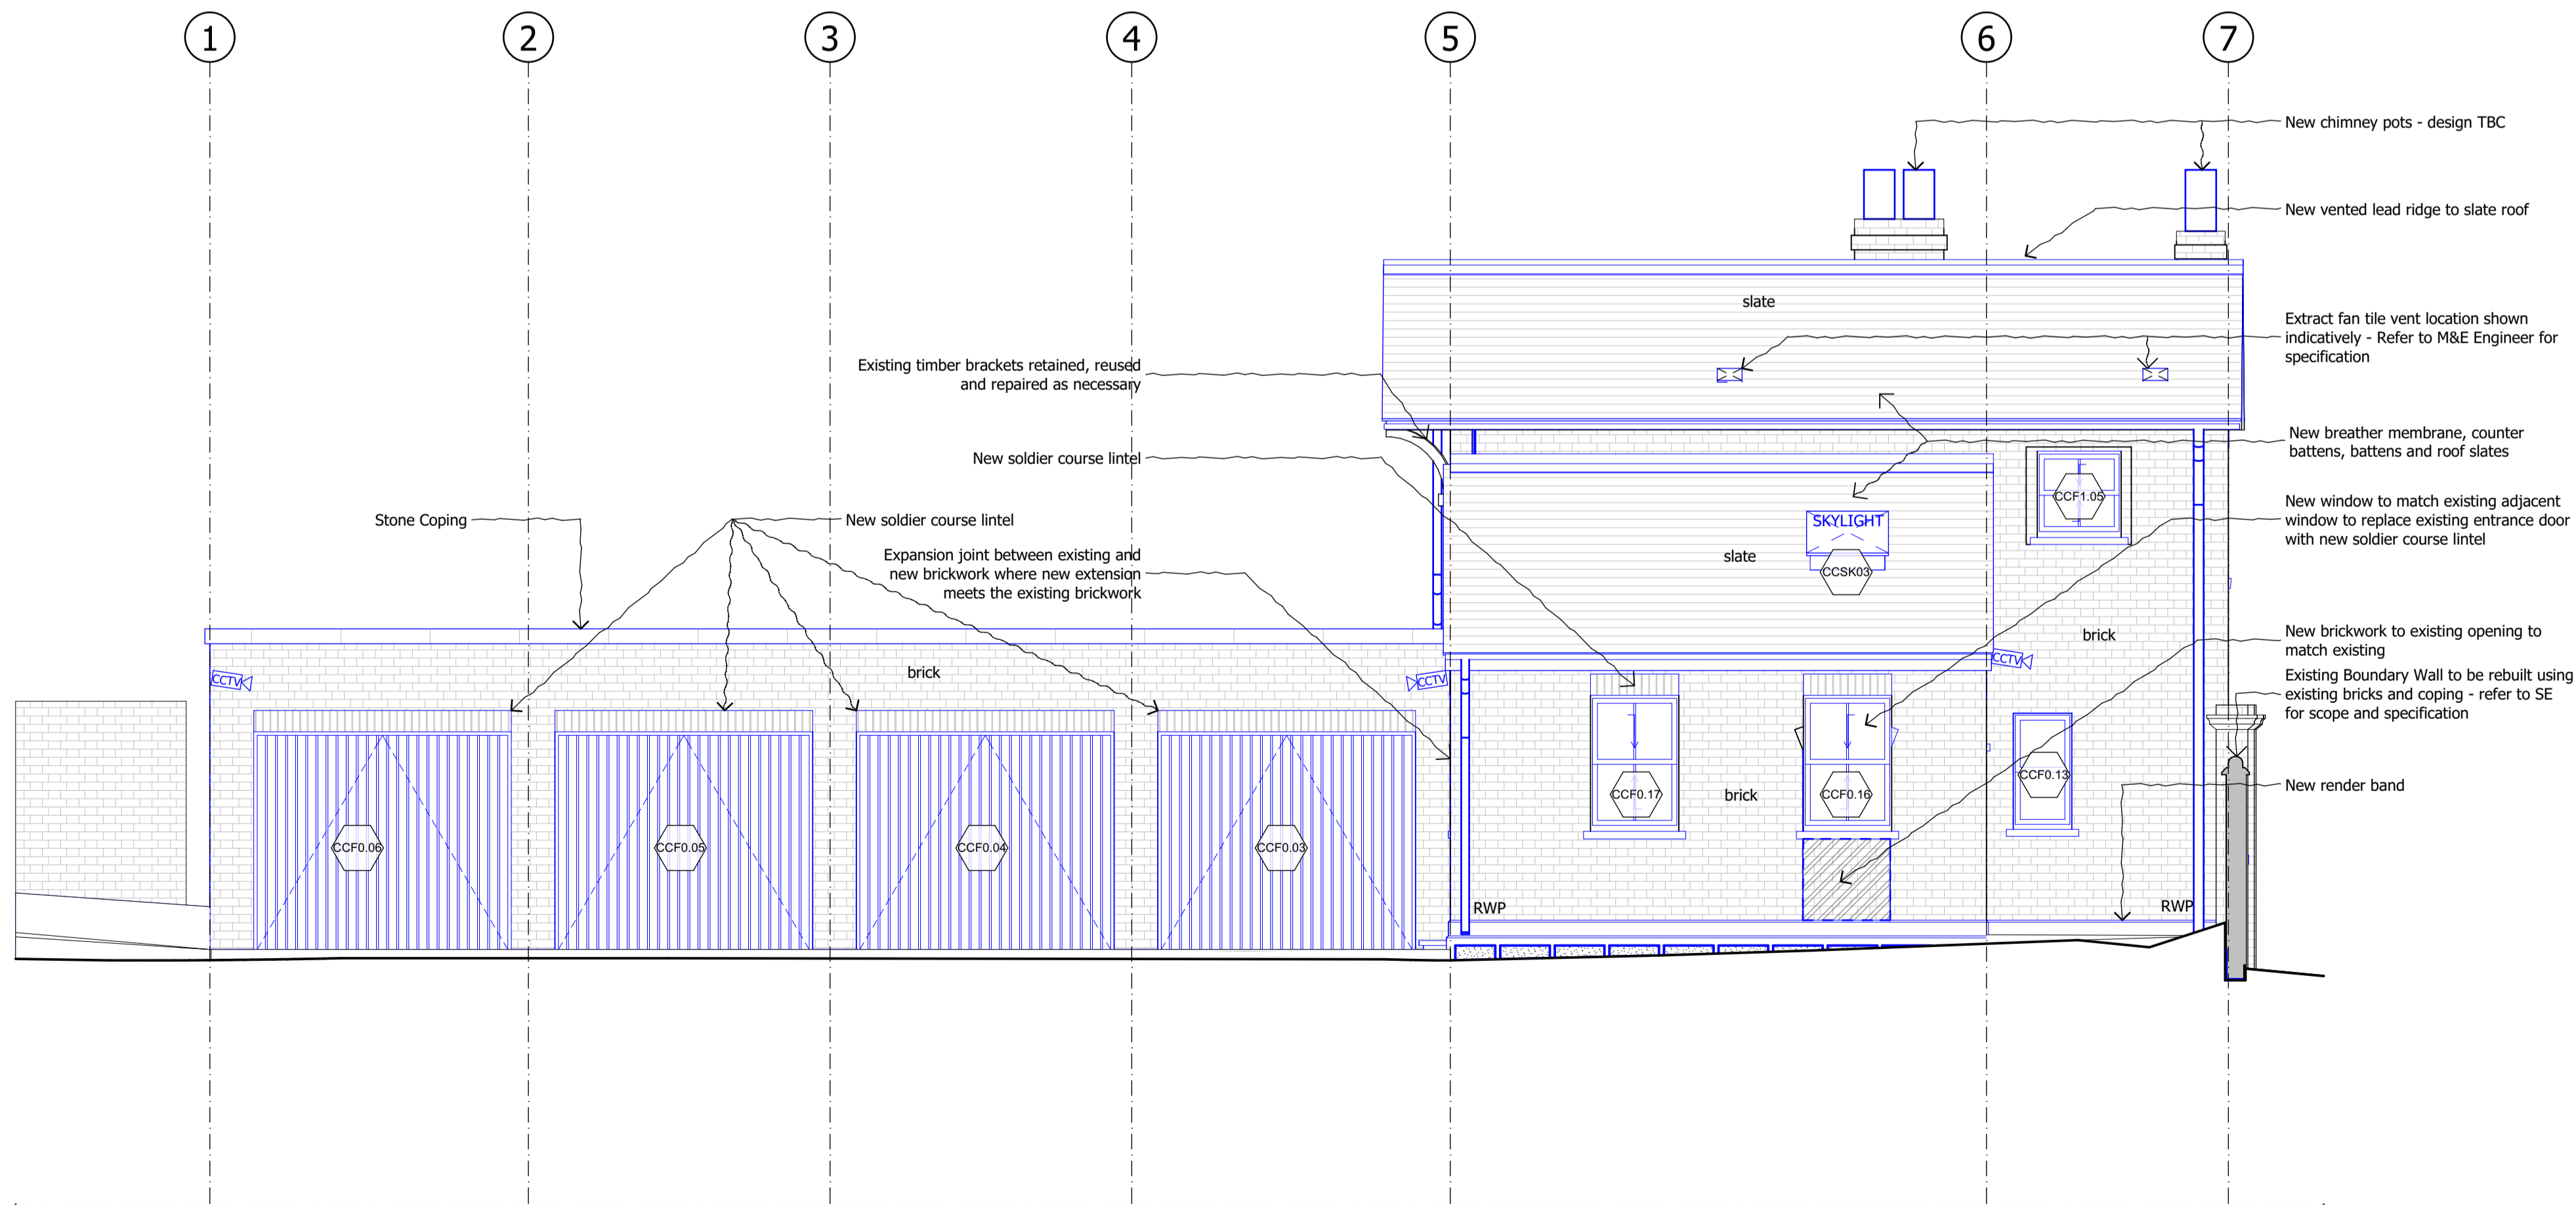 1
2
3
4
5
6
7
New chimney pots - design TBC
New vented lead ridge to slate roof
slate
Extract fan tile vent location shown
indicatively - Refer to M&E Engineer for
specification
Existing timber brackets retained, reused
and repaired as necessary
New breather membrane, counter
battens, battens and roof slates
New soldier course lintel
CCF1.05
New window to match existing adjacent
window to replace existing entrance door
with new soldier course lintel
Stone Coping
New soldier course lintel
SKYLIGHT
Expansion joint between existing and
new brickwork where new extension
meets the existing brickwork
slate
CCSK03
brick
New brickwork to existing opening to
match existing
CCTV
CCTV
CCTV
brick
Existing Boundary Wall to be rebuilt using
existing bricks and coping - refer to SE
for scope and specification
CCF0.17
brick
CCF0.16
CCF0.13
New render band
CCF0.06
CCF0.05
CCF0.04
CCF0.03
RWP
RWP